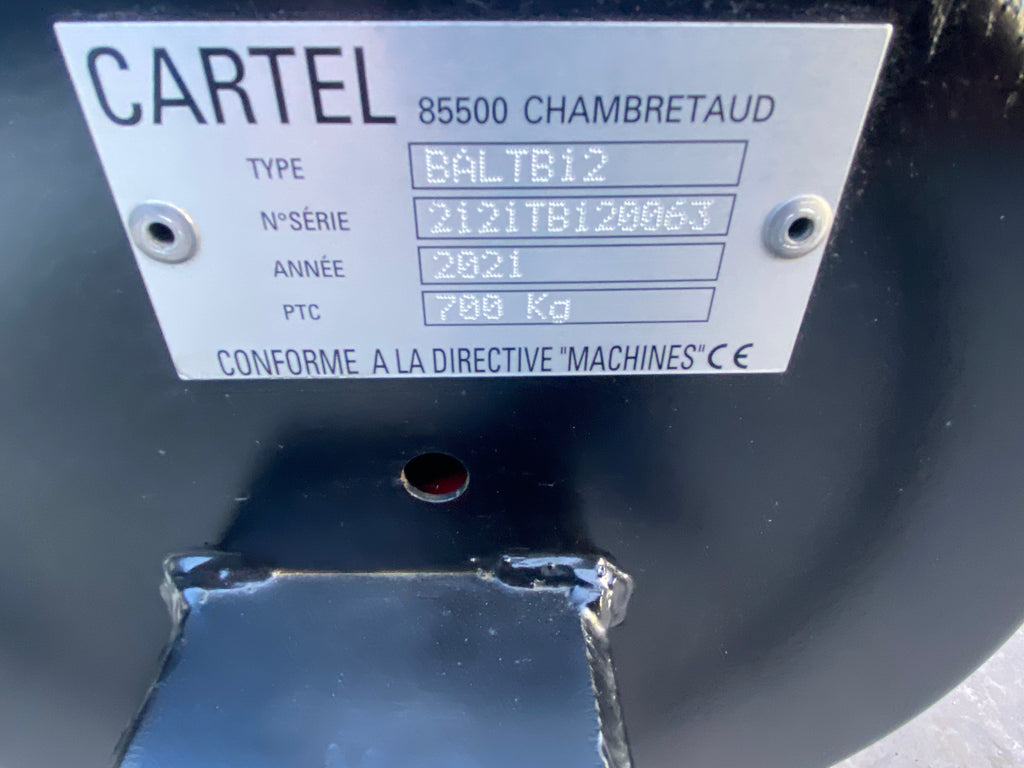 CARTEL 85500 CHAMBRETAUD
TYPE BALTB12
N°SÉRIE 2121TB120063
ANNÉE 2021
PTC 700 Kg
CONFORME A LA DIRECTIVE "MACHINES" CE